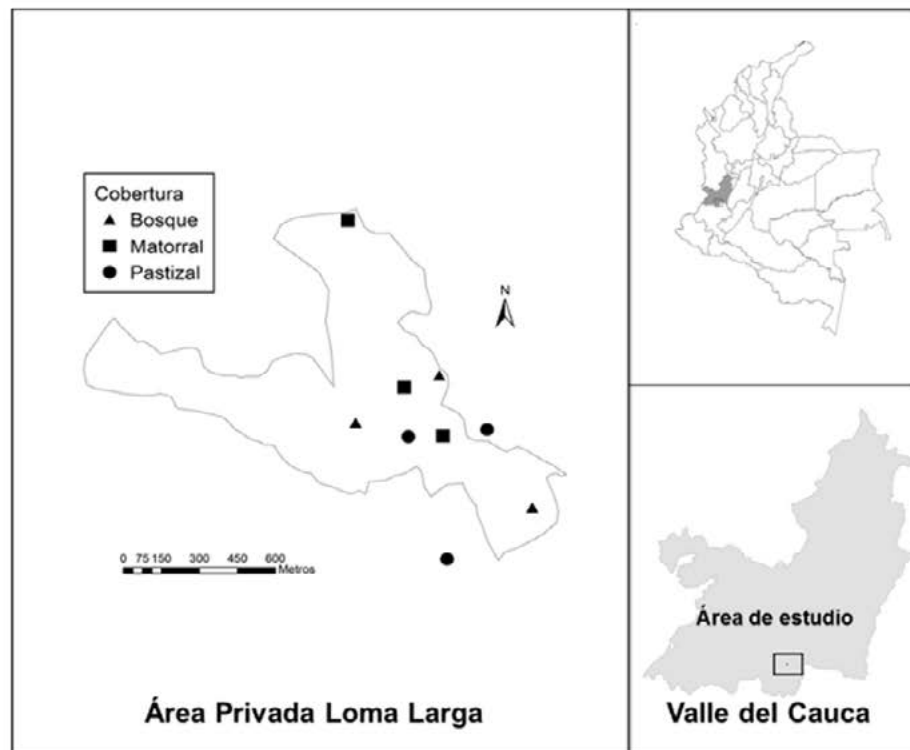 Cobertura
Bosque
Matorral
Pastizal
N
0 75 150 300 450 600
Metros
Área Privada Loma Larga
Área de estudio
Valle del Cauca